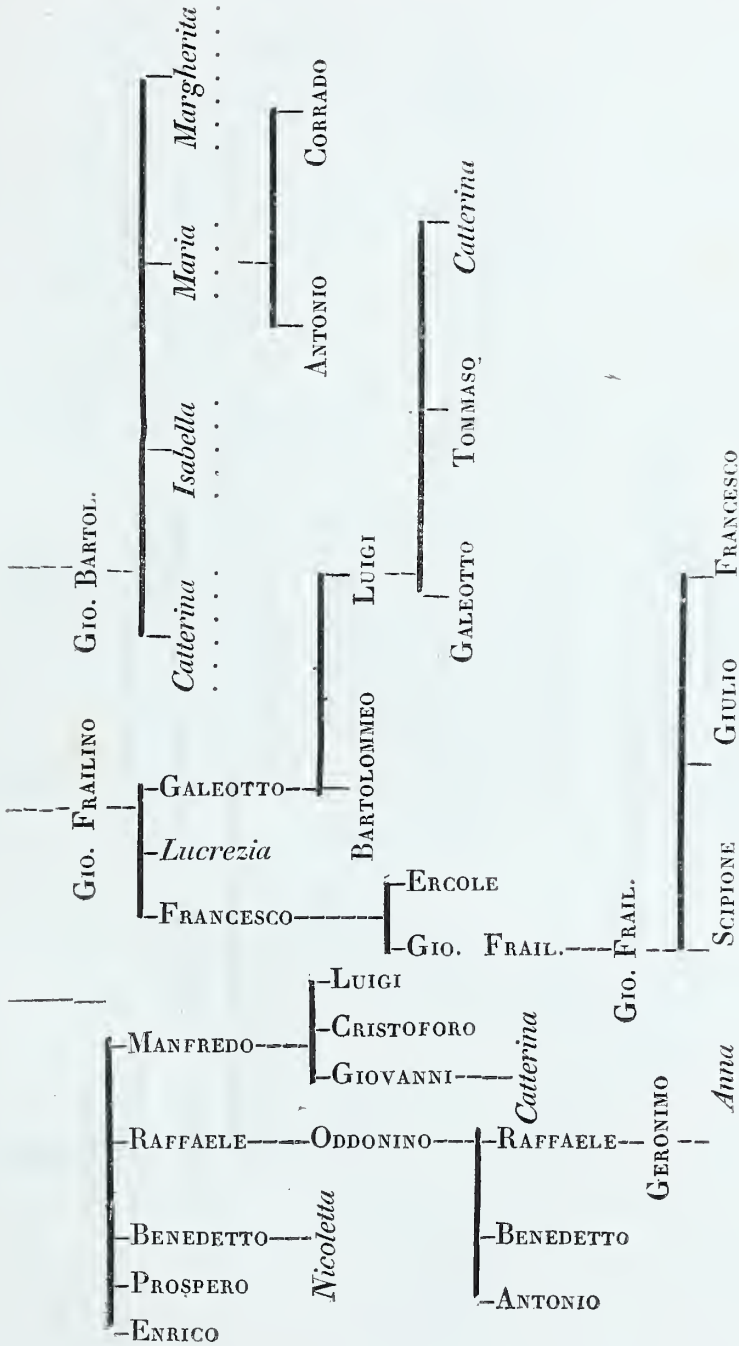 GIO. FRAILINO
GIO. BARTOL.
ENRICO
PROSPERO
BENEDETTO
RAFFAELE
MANFREDO
FRANCESCO
Lucrezia
GALEOTTO
Catterina
Isabella
Maria
Margherita
Nicoletta
ODDONINO
GIOVANNI
CRISTOFORO
LUIGI
GIO. FRAIL.
ERCOLE
BARTOLOMMEO
LUIGI
ANTONIO
CORRADO
ANTONIO
BENEDETTO
RAFFAELE
Catterina
GALEOTTO
TOMMASO
Catterina
GERONIMO
GIO. FRAIL.
Anna
SCIPIONE
GIULIO
FRANCESCO